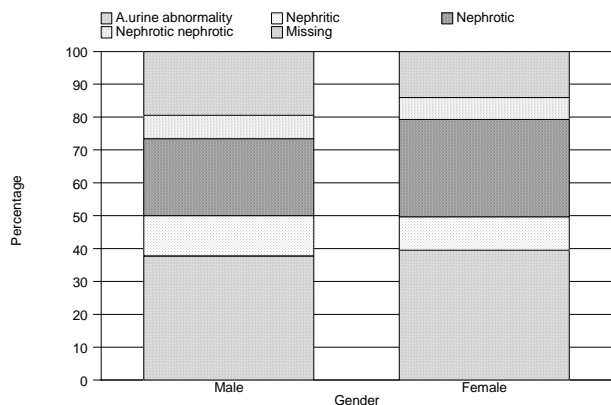 A.urine abnormality Nephritic Nephrotic
Nephrotic nephrotic Missing
100
90
80
70
60
50
40
30
20
10
0
Percentage
Male Female
Gender